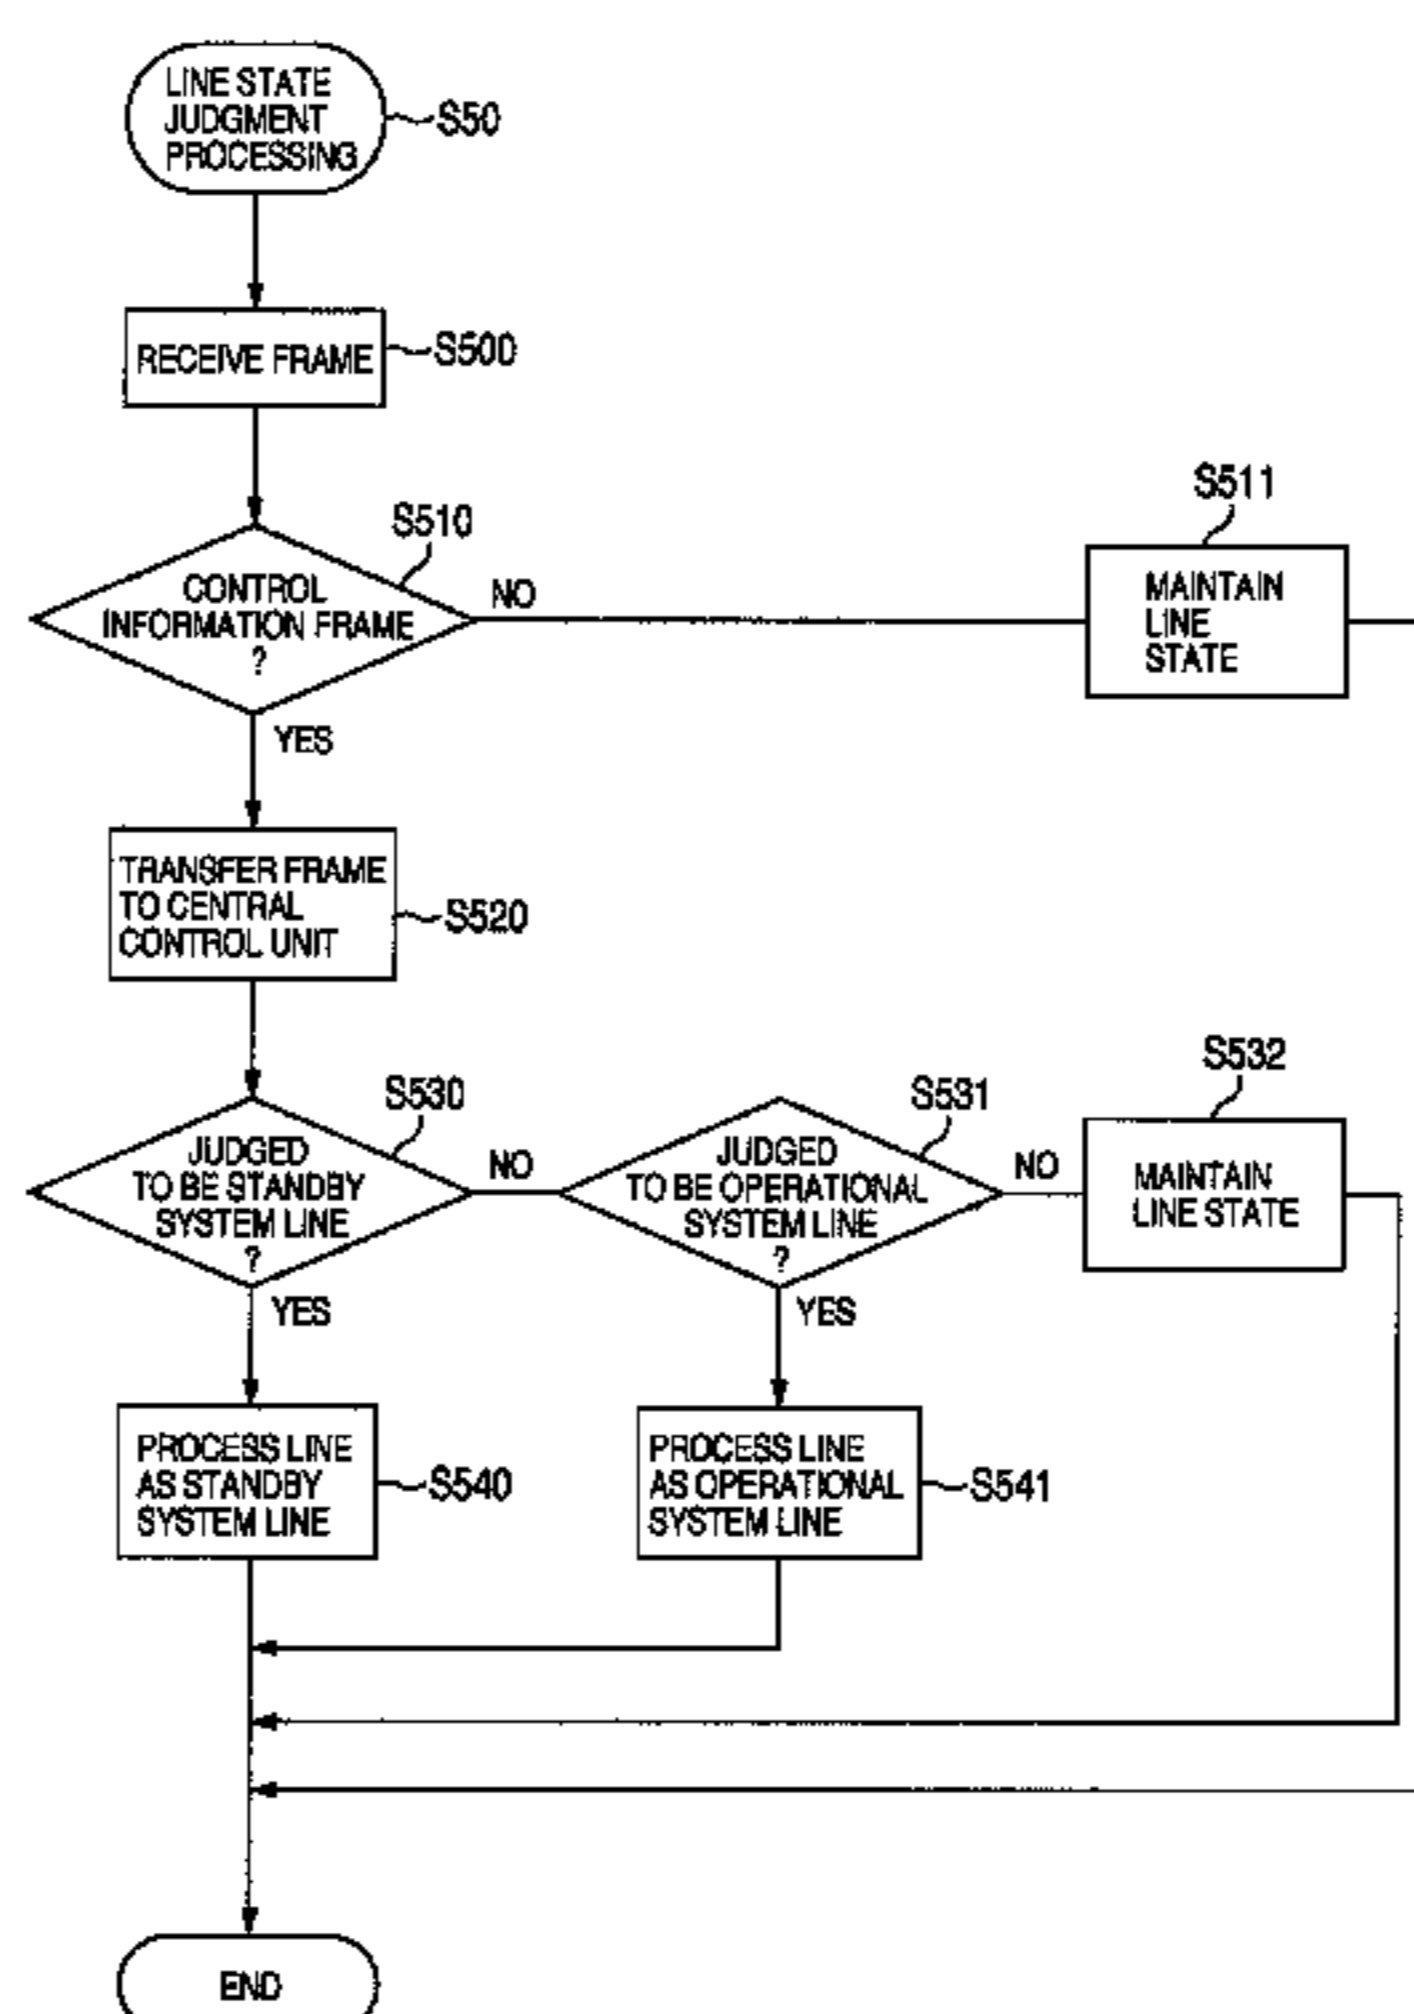 LINE STATE
JUDGMENT
PROCESSING
S50
RECEIVE FRAME
S500
S510
CONTROL
INFORMATION FRAME
?
NO
YES
S511
MAINTAIN
LINE
STATE
TRANSFER FRAME
TO CENTRAL
CONTROL UNIT
S520
S530
JUDGED
TO BE STANDBY
SYSTEM LINE
?
NO
YES
S531
JUDGED
TO BE OPERATIONAL
SYSTEM LINE
?
NO
YES
S532
MAINTAIN
LINE STATE
PROCESS LINE
AS STANDBY
SYSTEM LINE
S540
PROCESS LINE
AS OPERATIONAL
SYSTEM LINE
S541
END